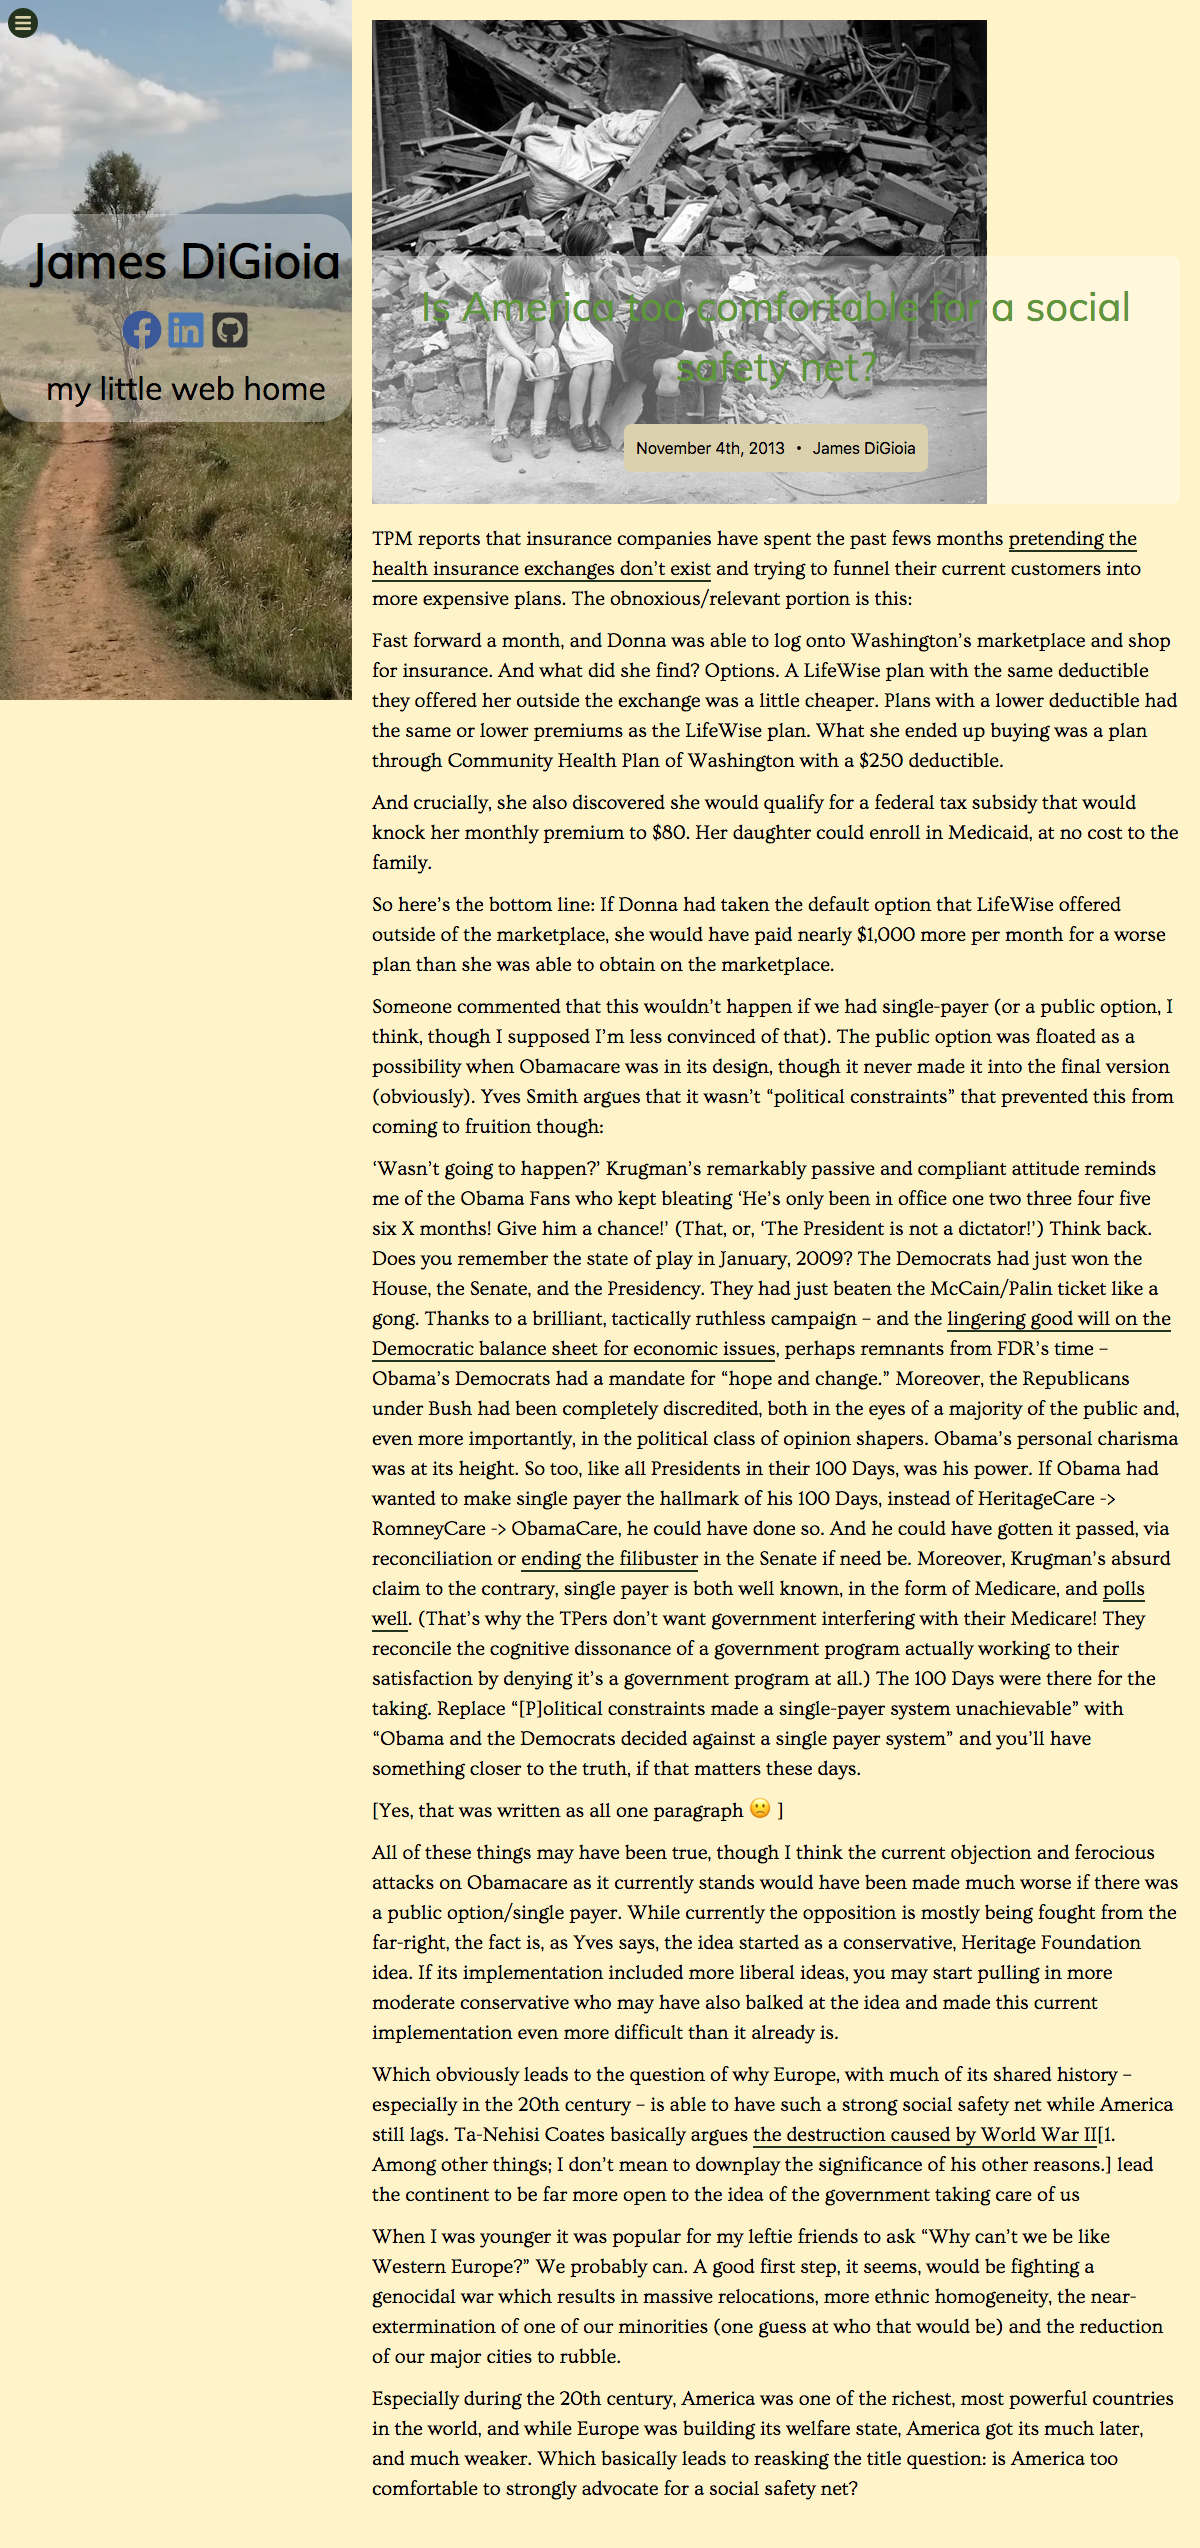 James DiGioia
my little web home
Is America too comfortable for a social
safety net?
November 4th, 2013 • James DiGioia
TPM reports that insurance companies have spent the past fews months pretending the
health insurance exchanges don’t exist and trying to funnel their current customers into
more expensive plans. The obnoxious/relevant portion is this:
Fast forward a month, and Donna was able to log onto Washington’s marketplace and shop
for insurance. And what did she find? Options. A LifeWise plan with the same deductible
they offered her outside the exchange was a little cheaper. Plans with a lower deductible had
the same or lower premiums as the LifeWise plan. What she ended up buying was a plan
through Community Health Plan of Washington with a $250 deductible.
And crucially, she also discovered she would qualify for a federal tax subsidy that would
knock her monthly premium to $80. Her daughter could enroll in Medicaid, at no cost to the
family.
So here’s the bottom line: If Donna had taken the default option that LifeWise offered
outside of the marketplace, she would have paid nearly $1,000 more per month for a worse
plan than she was able to obtain on the marketplace.
Someone commented that this wouldn’t happen if we had single-payer (or a public option, I
think, though I supposed I’m less convinced of that). The public option was floated as a
possibility when Obamacare was in its design, though it never made it into the final version
(obviously). Yves Smith argues that it wasn’t “political constraints” that prevented this from
coming to fruition though:
‘Wasn’t going to happen?’ Krugman’s remarkably passive and compliant attitude reminds
me of the Obama Fans who kept bleating ‘He’s only been in office one two three four five
six X months! Give him a chance!’ (That, or, ‘The President is not a dictator!’) Think back.
Does you remember the state of play in January, 2009? The Democrats had just won the
House, the Senate, and the Presidency. They had just beaten the McCain/Palin ticket like a
gong. Thanks to a brilliant, tactically ruthless campaign – and the lingering good will on the
Democratic balance sheet for economic issues, perhaps remnants from FDR’s time –
Obama’s Democrats had a mandate for “hope and change.” Moreover, the Republicans
under Bush had been completely discredited, both in the eyes of a majority of the public and,
even more importantly, in the political class of opinion shapers. Obama’s personal charisma
was at its height. So too, like all Presidents in their 100 Days, was his power. If Obama had
wanted to make single payer the hallmark of his 100 Days, instead of HeritageCare ->
RomneyCare -> ObamaCare, he could have done so. And he could have gotten it passed, via
reconciliation or ending the filibuster in the Senate if need be. Moreover, Krugman’s absurd
claim to the contrary, single payer is both well known, in the form of Medicare, and polls
well. (That’s why the TPers don’t want government interfering with their Medicare! They
reconcile the cognitive dissonance of a government program actually working to their
satisfaction by denying it’s a government program at all.) The 100 Days were there for the
taking. Replace “[P]olitical constraints made a single-payer system unachievable” with
“Obama and the Democrats decided against a single payer system” and you’ll have
something closer to the truth, if that matters these days.
[Yes, that was written as all one paragraph 🙁 ]
All of these things may have been true, though I think the current objection and ferocious
attacks on Obamacare as it currently stands would have been made much worse if there was
a public option/single payer. While currently the opposition is mostly being fought from the
far-right, the fact is, as Yves says, the idea started as a conservative, Heritage Foundation
idea. If its implementation included more liberal ideas, you may start pulling in more
moderate conservative who may have also balked at the idea and made this current
implementation even more difficult than it already is.
Which obviously leads to the question of why Europe, with much of its shared history –
especially in the 20th century – is able to have such a strong social safety net while America
still lags. Ta-Nehisi Coates basically argues the destruction caused by World War II[1.
Among other things; I don’t mean to downplay the significance of his other reasons.] lead
the continent to be far more open to the idea of the government taking care of us
When I was younger it was popular for my leftie friends to ask “Why can’t we be like
Western Europe?” We probably can. A good first step, it seems, would be fighting a
genocidal war which results in massive relocations, more ethnic homogeneity, the near-
extermination of one of our minorities (one guess at who that would be) and the reduction
of our major cities to rubble.
Especially during the 20th century, America was one of the richest, most powerful countries
in the world, and while Europe was building its welfare state, America got its much later,
and much weaker. Which basically leads to reasking the title question: is America too
comfortable to strongly advocate for a social safety net?